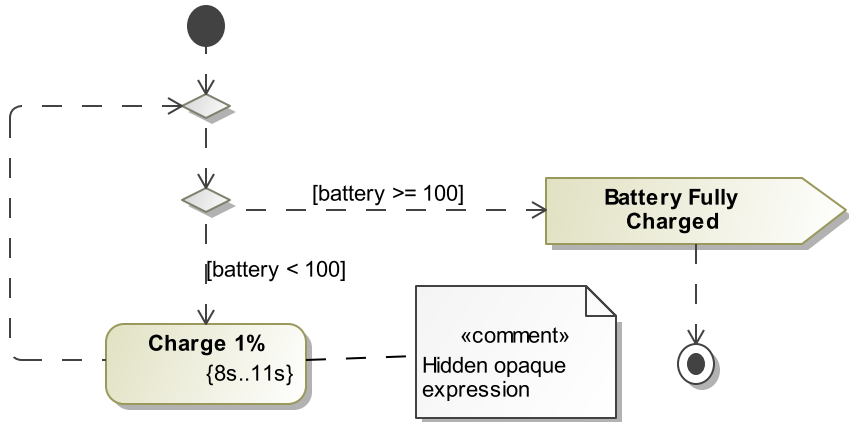 [battery >= 100]
Battery Fully
Charged
[battery < 100]
Charge 1%
{8s..11s}
«comment»
Hidden opaque
expression